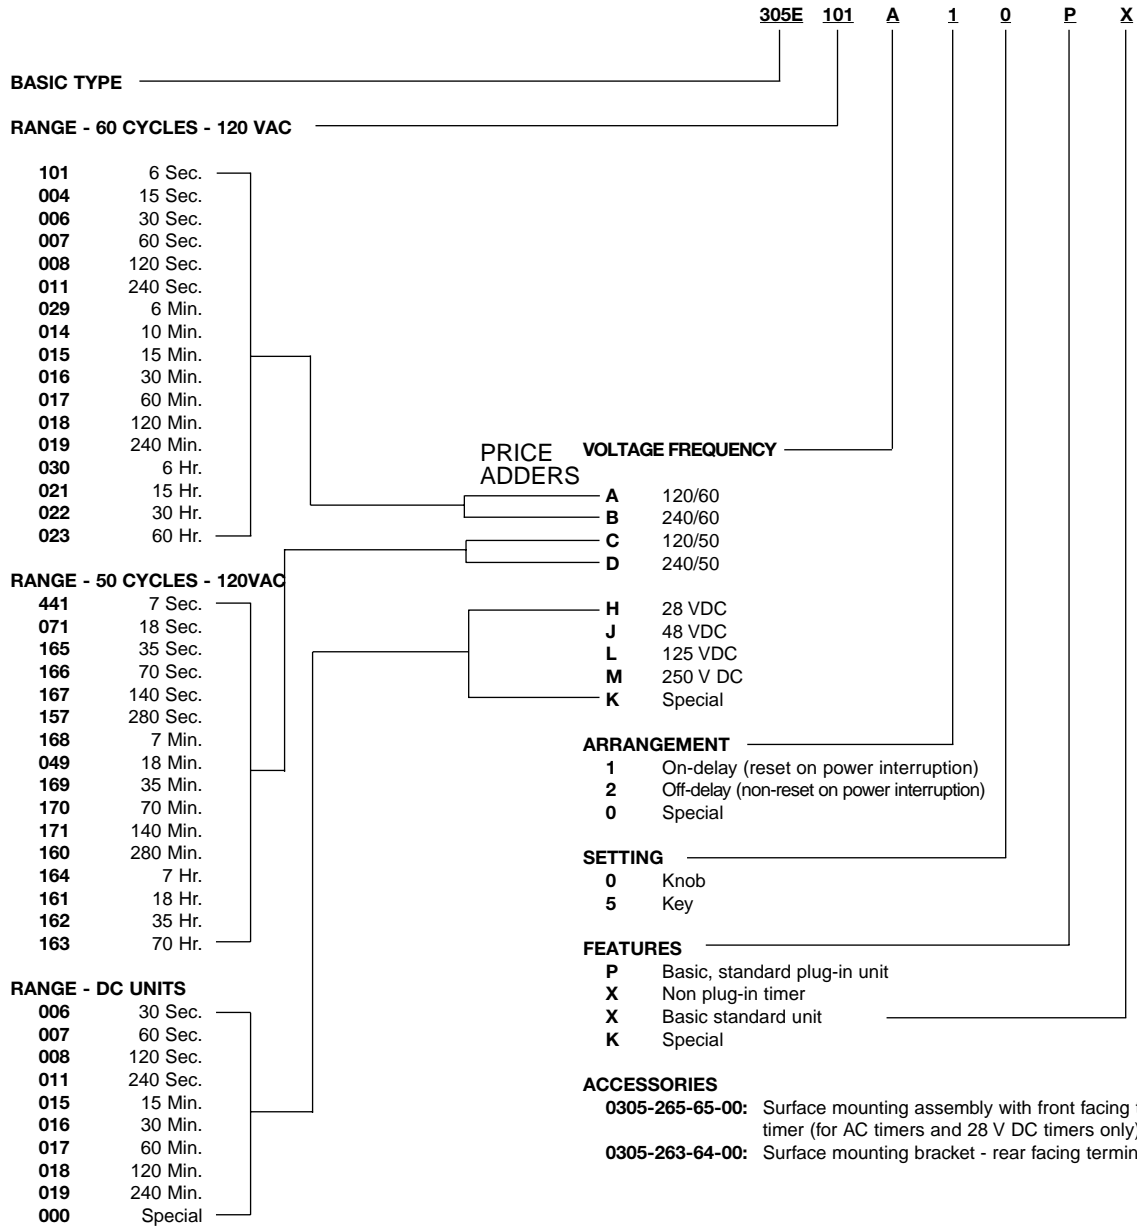 305E 101 A 1 0 P X
BASIC TYPE
RANGE - 60 CYCLES - 120 VAC
101 6 Sec.
004 15 Sec.
006 30 Sec.
007 60 Sec.
008 120 Sec.
011 240 Sec.
029 6 Min.
014 10 Min.
015 15 Min.
016 30 Min.
017 60 Min.
018 120 Min.
019 240 Min.
030 6 Hr.
021 15 Hr.
022 30 Hr.
023 60 Hr.
RANGE - 50 CYCLES - 120VAC
441 7 Sec.
071 18 Sec.
165 35 Sec.
166 70 Sec.
167 140 Sec.
157 280 Sec.
168 7 Min.
049 18 Min.
169 35 Min.
170 70 Min.
171 140 Min.
160 280 Min.
164 7 Hr.
161 18 Hr.
162 35 Hr.
163 70 Hr.
RANGE - DC UNITS
006 30 Sec.
007 60 Sec.
008 120 Sec.
011 240 Sec.
015 15 Min.
016 30 Min.
017 60 Min.
018 120 Min.
019 240 Min.
000 Special
PRICE
ADDERS
VOLTAGE FREQUENCY
A 120/60
B 240/60
C 120/50
D 240/50
H 28 VDC
J 48 VDC
L 125 VDC
M 250 V DC
K Special
ARRANGEMENT
1 On-delay (reset on power interruption)
2 Off-delay (non-reset on power interruption)
0 Special
SETTING
0 Knob
5 Key
FEATURES
P Basic, standard plug-in unit
X Non plug-in timer
X Basic standard unit
K Special
ACCESSORIES
0305-265-65-00: Surface mounting assembly with front facing
timer (for AC timers and 28 V DC timers only)
0305-263-64-00: Surface mounting bracket - rear facing